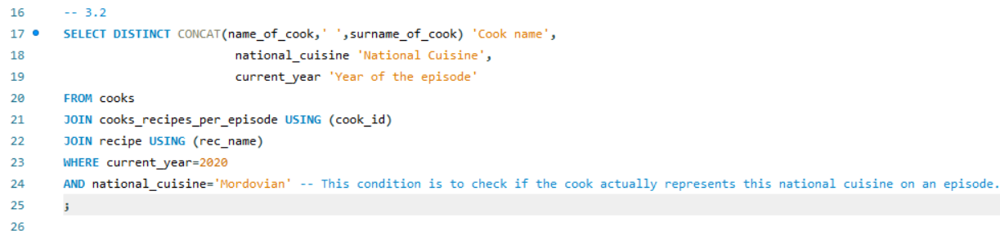 16 -- 3.2
17 SELECT DISTINCT CONCAT(name_of_cook,' ',surname_of_cook) 'Cook name',
18 national_cuisine 'National Cuisine',
19 current_year 'Year of the episode'
20 FROM cooks
21 JOIN cooks_recipes_per_episode USING (cook_id)
22 JOIN recipe USING (rec_name)
23 WHERE current_year=2020
24 AND national_cuisine='Mordovian' -- This condition is to check if the cook actually represents this national cuisine on an episode.
25 ;
26